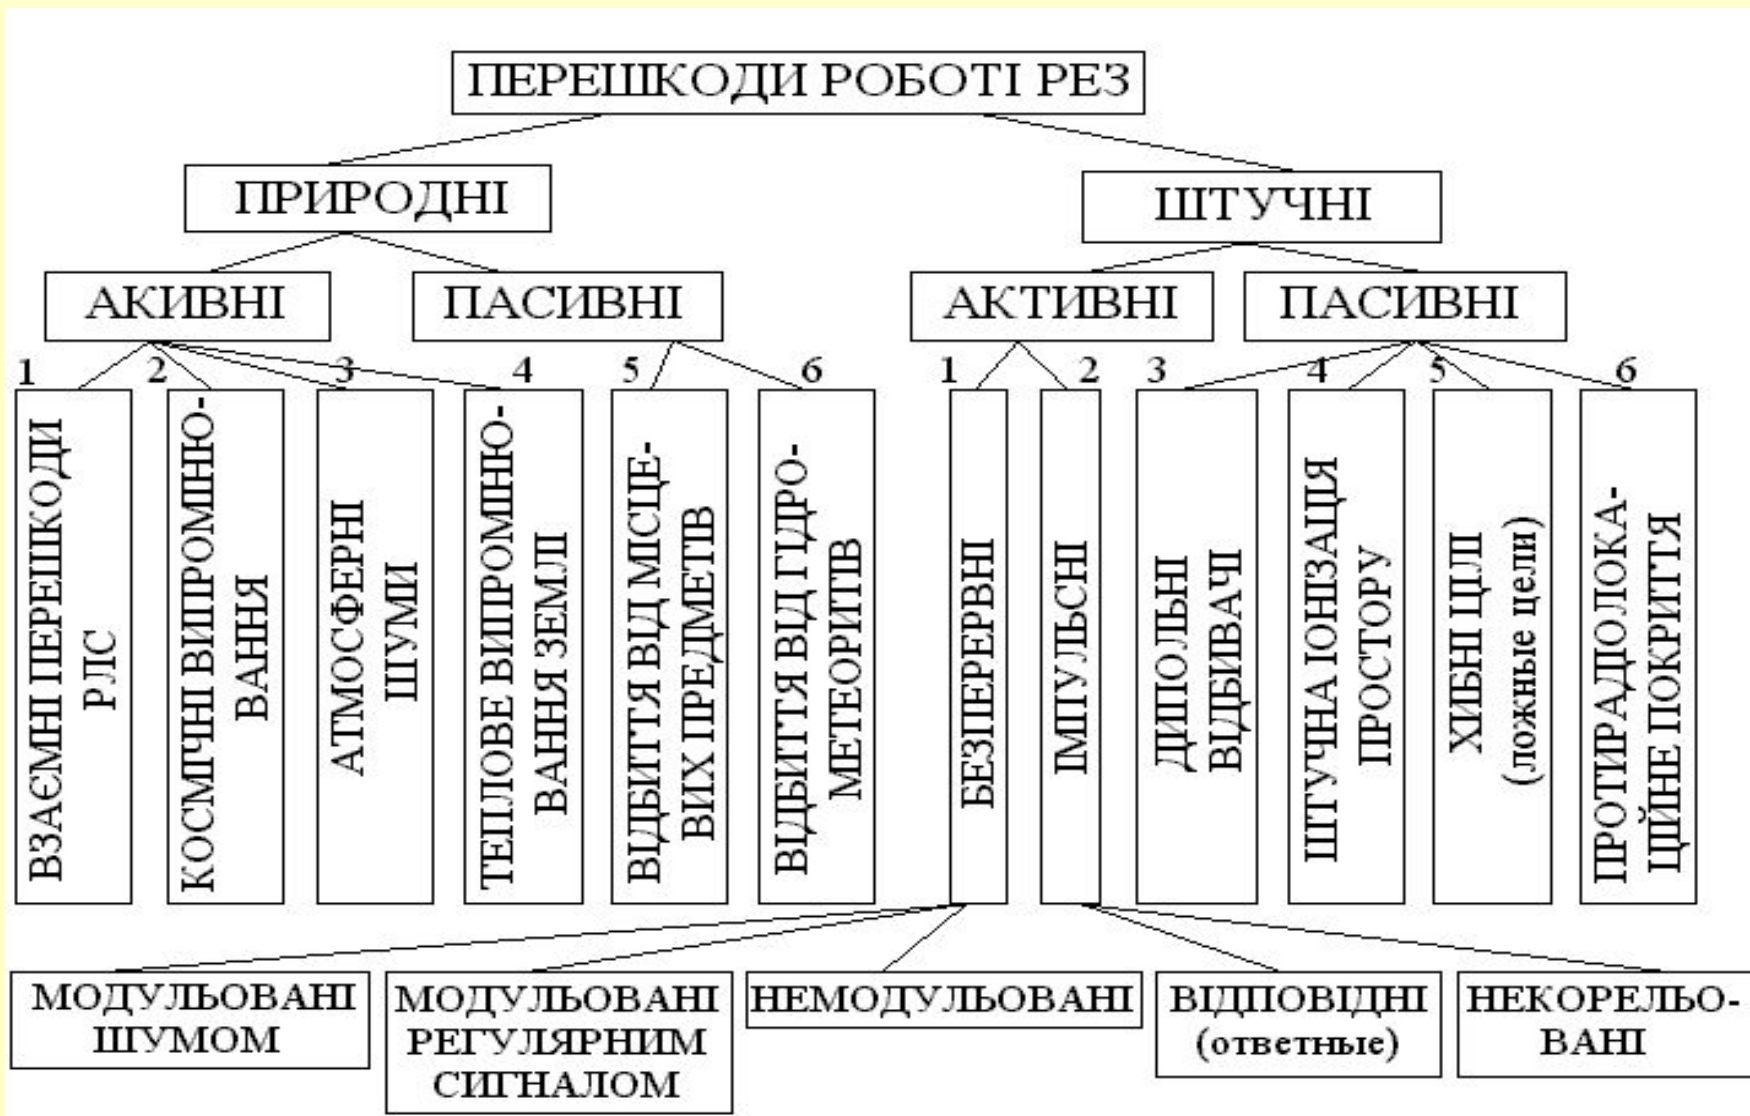 ПЕРЕШКОДИ РОБОТІ РЕЗ
ПРИРОДНІ
ШТУЧНІ
АКИВНІ
ПАСИВНІ
АКТИВНІ
ПАСИВНІ
1
2
3
4
5
6
1
2
3
4
5
6
ВЗАЄМНІ ПЕРЕШКОДИ
РЛС
КОСМІЧНІ ВИПРОМІНЮ-
ВАННЯ
АТМОСФЕРНІ
ШУМИ
ТЕПЛОВЕ ВИПРОМІНЮ-
ВАННЯ ЗЕМЛІ
ВІДБИТТЯ ВІД МІСЦЕ-
ВИХ ПРЕДМЕТІВ
ВІДБИТТЯ ВІД ГІДРО-
МЕТЕОРИТІВ
БЕЗПЕРЕРВНІ
ІМПУЛЬСНІ
ДИПОЛЬНІ
ВІДБИВАЧІ
ШТУЧНА ІОНІЗАЦІЯ
ПРОСТОРУ
ХИБНІ ЦІЛІ
(ложные цели)
ПРОТИРАДІОЛОКА-
ЦІЙНЕ ПОКРИТТЯ
МОДУЛЬОВАНІ
ШУМОМ
МОДУЛЬОВАНІ
РЕГУЛЯРНИМ
СИГНАЛОМ
НЕМОДУЛЬОВАНІ
ВІДПОВІДНІ
(ответные)
НЕКОРЕЛЬО-
ВАНІ